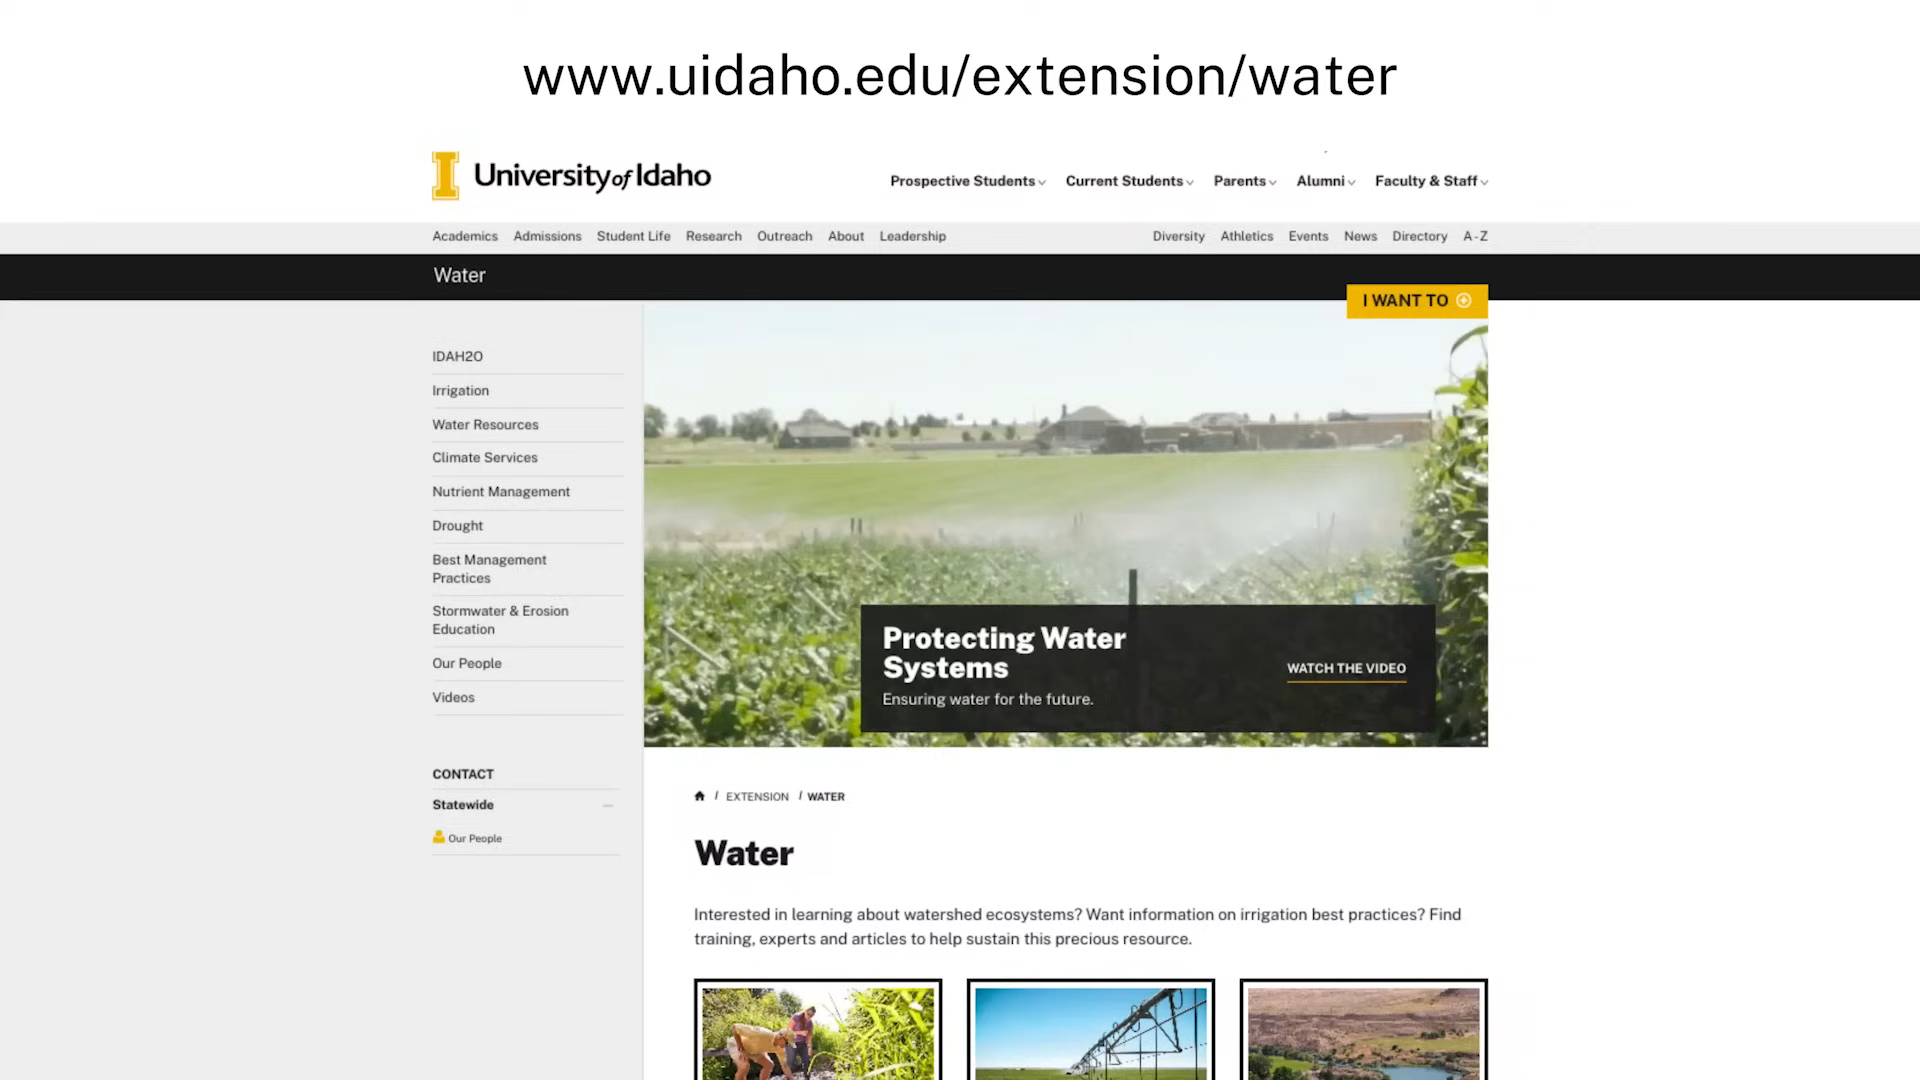 www.uidaho.edu/extension/water
University of Idaho
Prospective Students Current Students Parents Alumni Faculty & Staff
Academics Admissions Student Life Research Outreach About Leadership Diversity Athletics Events News Directory A - Z
Water
I WANT TO
IDAH2O
Irrigation
Water Resources
Climate Services
Nutrient Management
Drought
Best Management
Practices
Stormwater & Erosion
Education
Our People
Videos
CONTACT
Statewide
Our People
Protecting Water
Systems
Ensuring water for the future.
WATCH THE VIDEO
/ EXTENSION / WATER
Water
Interested in learning about watershed ecosystems? Want information on irrigation best practices? Find
training, experts and articles to help sustain this precious resource.